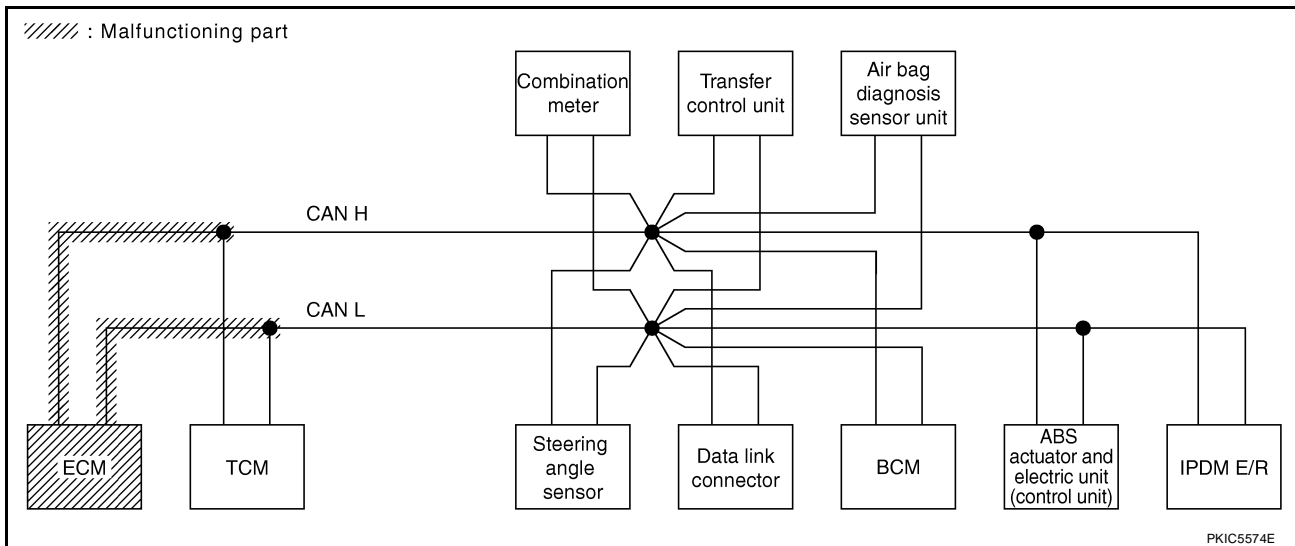 : Malfunctioning part
Combination
meter
Transfer
control unit
Air bag
diagnosis
sensor unit
CAN H
CAN L
ECM
TCM
Steering
angle
sensor
Data link
connector
BCM
ABS
actuator and
electric unit
(control unit)
IPDM E/R
PKIC5574E